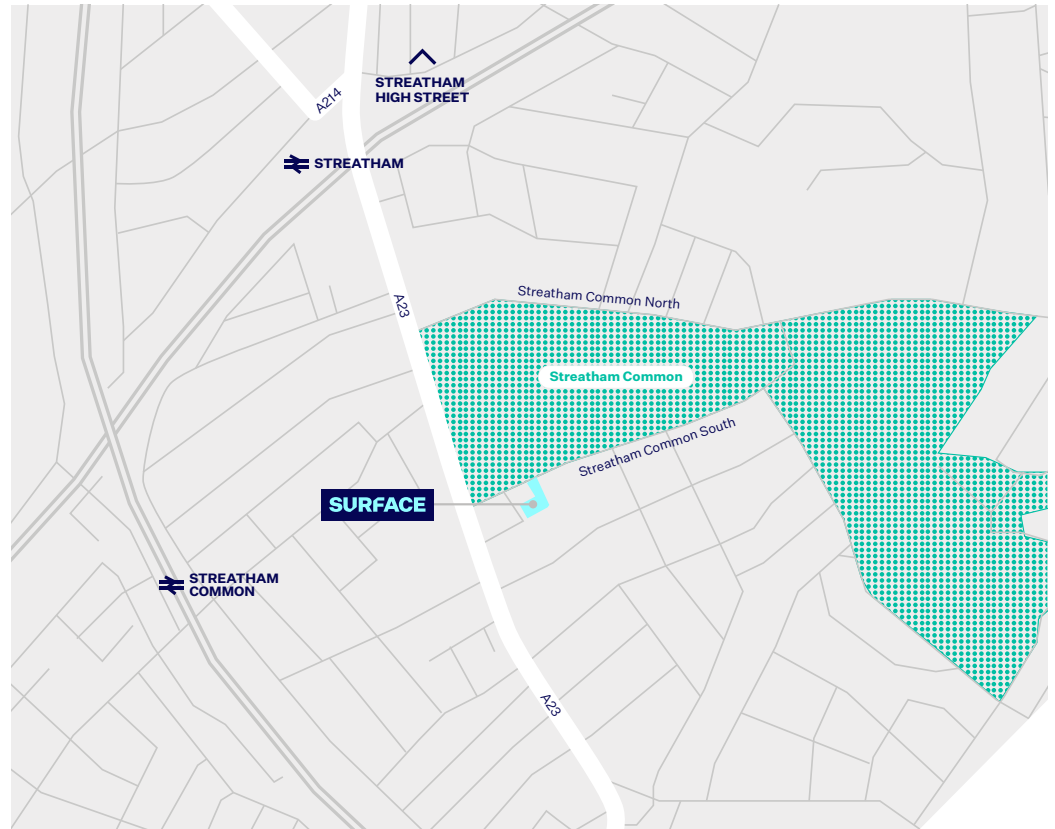 STREATHAM
HIGH STREET
A214
STREATHAM
Streatham Common North
A23
Streatham Common
Streatham Common South
SURFACE
STREATHAM
COMMON
A23